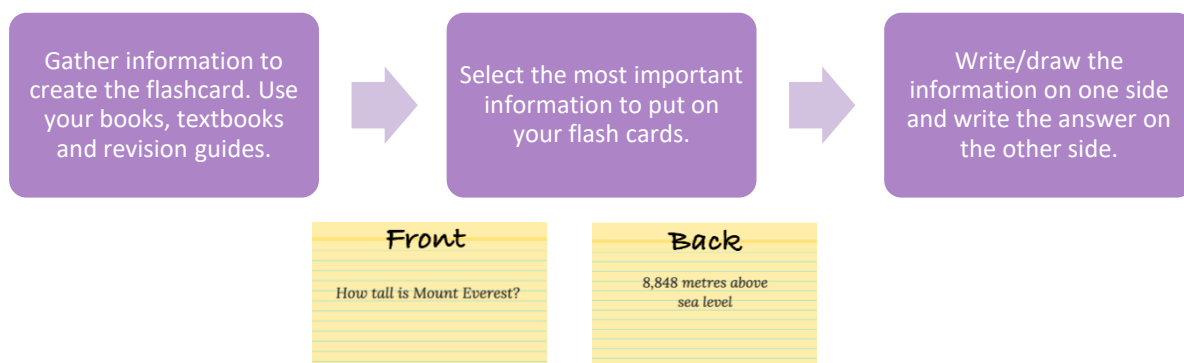 Gather information to
create the flashcard. Use
your books, textbooks
and revision guides.
Select the most important
information to put on
your flash cards.
Write/draw the
information on one side
and write the answer on
the other side.
Front
How tall is Mount Everest?
Back
8,848 metres above
sea level